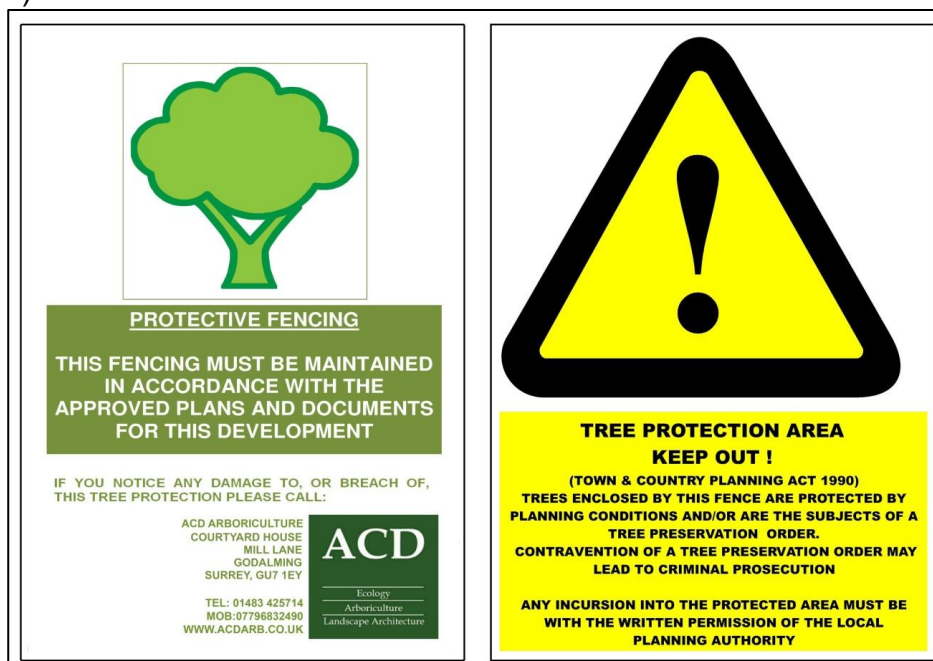 PROTECTIVE FENCING
THIS FENCING MUST BE MAINTAINED
IN ACCORDANCE WITH THE
APPROVED PLANS AND DOCUMENTS
FOR THIS DEVELOPMENT
IF YOU NOTICE ANY DAMAGE TO, OR BREACH OF,
THIS TREE PROTECTION PLEASE CALL:
ACD ARBORICULTURE
COURTYARD HOUSE
MILL LANE
GODALMING
SURREY, GU7 1EY
TEL: 01483 425714
MOB:07796832490
WWW.ACDARB.CO.UK
ACD
Ecology
Arboriculture
Landscape Architecture
!
TREE PROTECTION AREA
KEEP OUT !
(TOWN & COUNTRY PLANNING ACT 1990)
TREES ENCLOSED BY THIS FENCE ARE PROTECTED BY
PLANNING CONDITIONS AND/OR ARE THE SUBJECTS OF A
TREE PRESERVATION ORDER.
CONTRAVENTION OF A TREE PRESERVATION ORDER MAY
LEAD TO CRIMINAL PROSECUTION
ANY INCURSION INTO THE PROTECTED AREA MUST BE
WITH THE WRITTEN PERMISSION OF THE LOCAL
PLANNING AUTHORITY